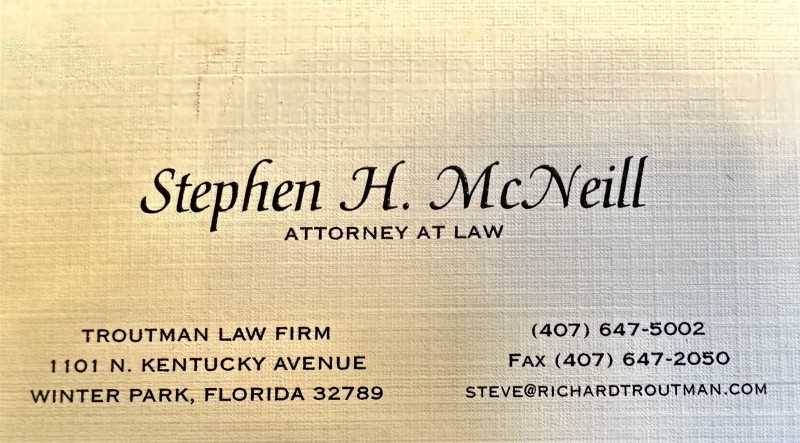 Stephen H. McNeill
ATTORNEY AT LAW
TROUTMAN LAW FIRM
1101 N. KENTUCKY AVENUE
WINTER PARK, FLORIDA 32789
(407) 647-5002
FAX (407) 647-2050
STEVE@RICHARDTROUTMAN.COM